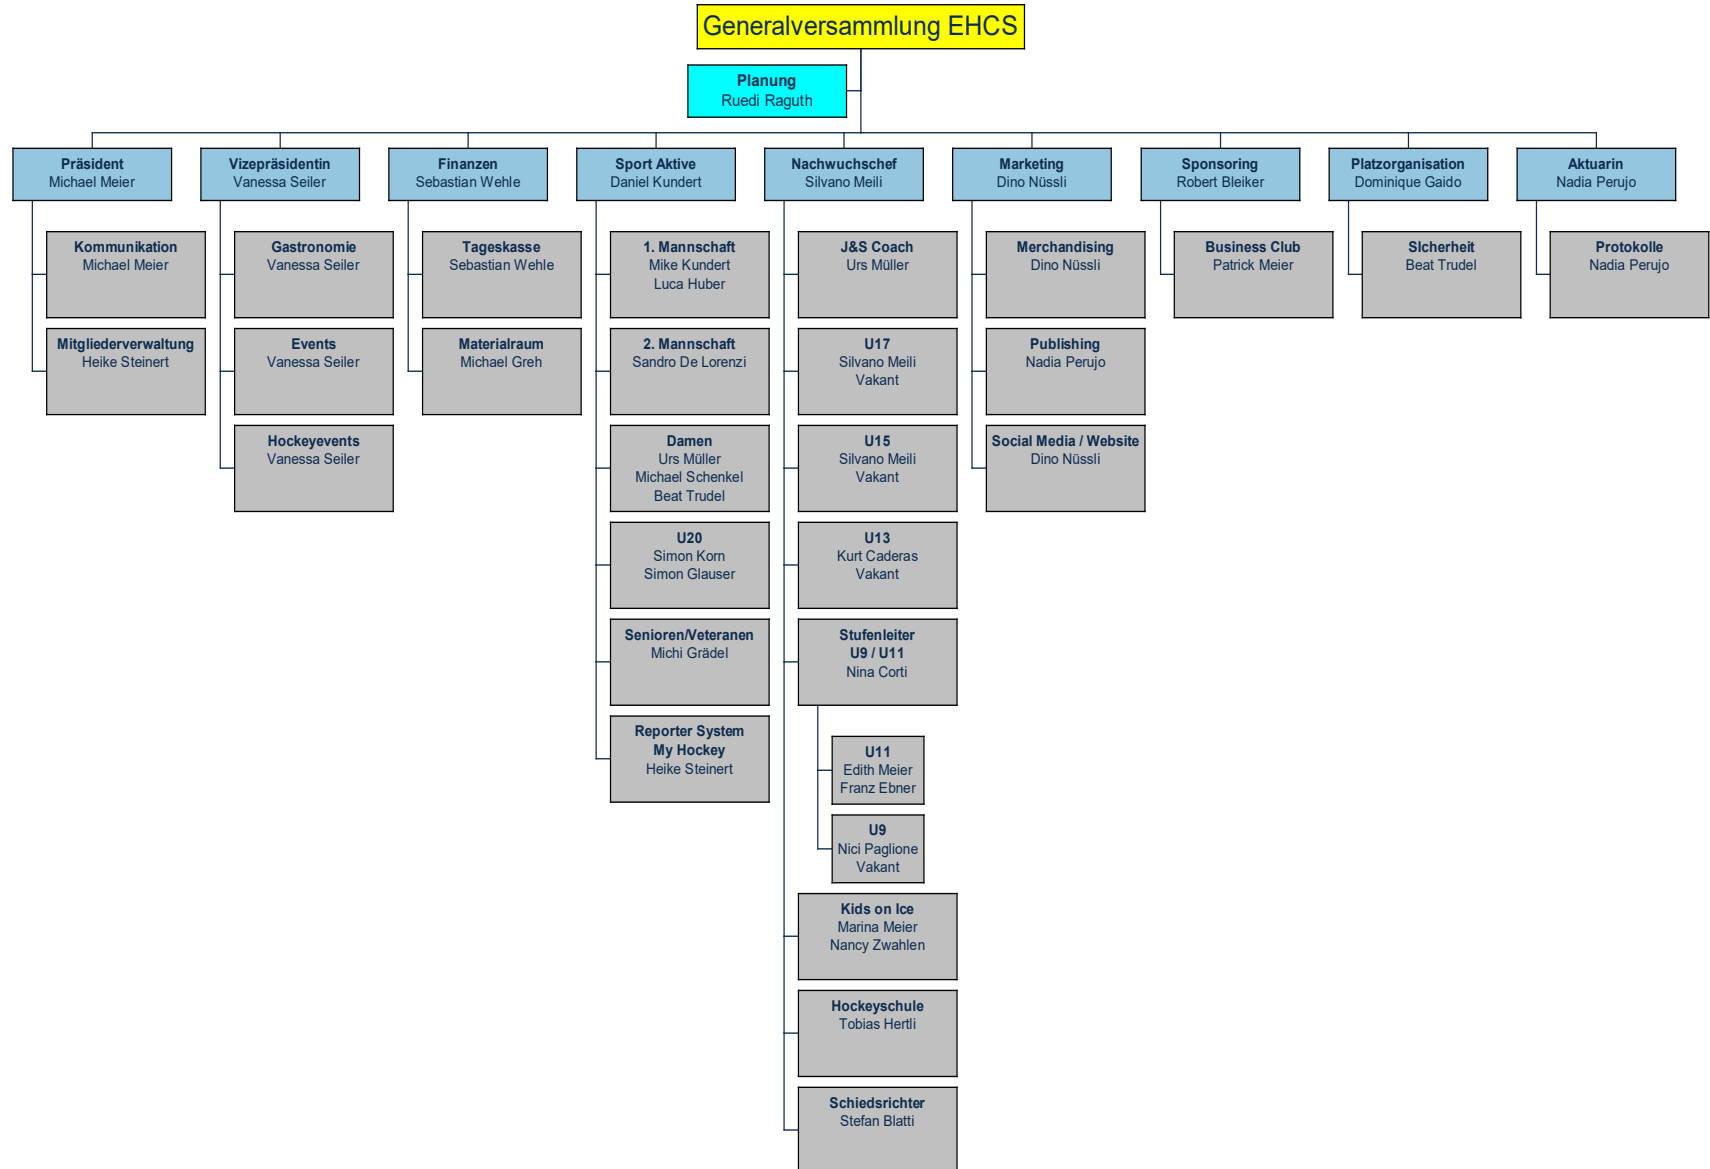 Generalversammlung EHCS
Planung
Ruedi Raguth
Präsident
Michael Meier
Vizepräsidentin
Vanessa Seiler
Finanzen
Sebastian Wehle
Sport Aktive
Daniel Kundert
Nachwuchschef
Silvano Meili
Marketing
Dino Nüssli
Sponsoring
Robert Bleiker
Platzorganisation
Dominique Gaido
Aktuarin
Nadia Perujo
Kommunikation
Michael Meier
Mitgliederverwaltung
Heike Steinert
Gastronomie
Vanessa Seiler
Events
Vanessa Seiler
Hockeyevents
Vanessa Seiler
Tageskasse
Sebastian Wehle
Materialraum
Michael Greh
1. Mannschaft
Mike Kundert
Luca Huber
2. Mannschaft
Sandro De Lorenzi
Damen
Urs Müller
Michael Schenkel
Beat Trudel
U20
Simon Korn
Simon Glauser
Senioren/Veteranen
Michi Grädel
Reporter System
My Hockey
Heike Steinert
J&S Coach
Urs Müller
U17
Silvano Meili
Vakant
U15
Silvano Meili
Vakant
U13
Kurt Caderas
Vakant
Stufenleiter
U9 / U11
Nina Corti
U11
Edith Meier
Franz Ebner
U9
Nici Paglione
Vakant
Kids on Ice
Marina Meier
Nancy Zwahlen
Hockeyschule
Tobias Hertli
Schiedsrichter
Stefan Blatti
Merchandising
Dino Nüssli
Publishing
Nadia Perujo
Social Media / Website
Dino Nüssli
Business Club
Patrick Meier
SIcherheit
Beat Trudel
Protokolle
Nadia Perujo